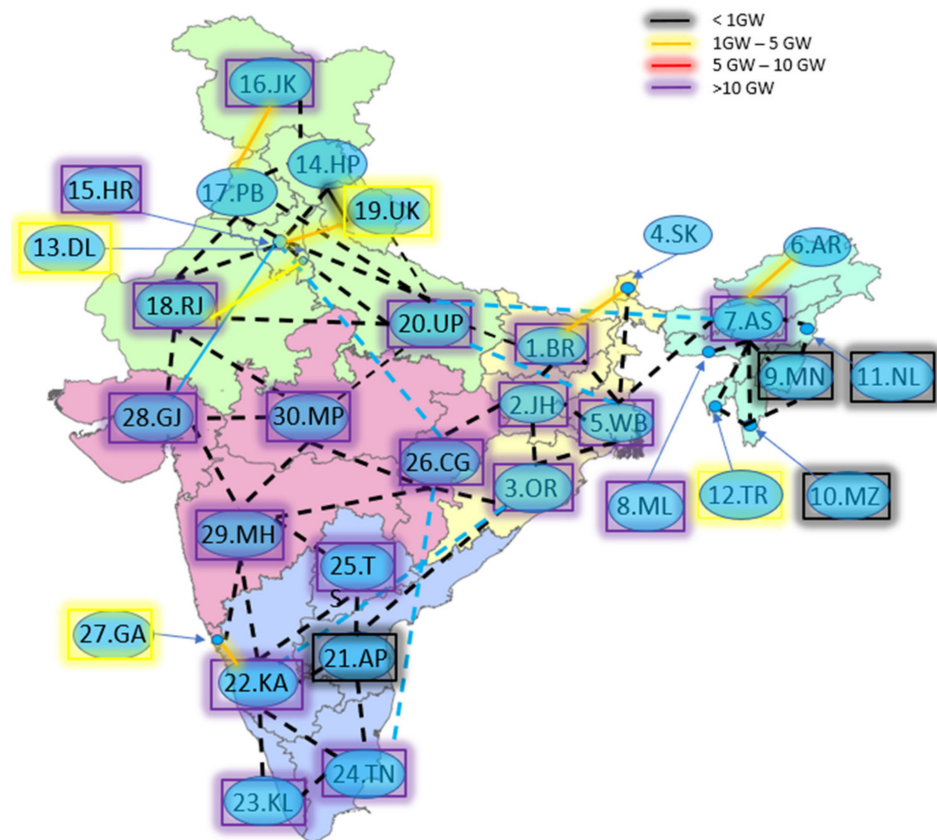 < 1GW
1GW – 5 GW
5 GW – 10 GW
>10 GW
16.JK
14.HP
15.HR
17.PB
19.UK
13.DL
4.SK
6.AR
18.RJ
20.UP
7.AS
1.BR
9.MN
11.NL
28.GJ
30.MP
2.JH
5.WB
26.CG
3.OR
8.ML
12.TR
10.MZ
29.MH
25.T
S
27.GA
21.AP
22.KA
24.TN
23.KL